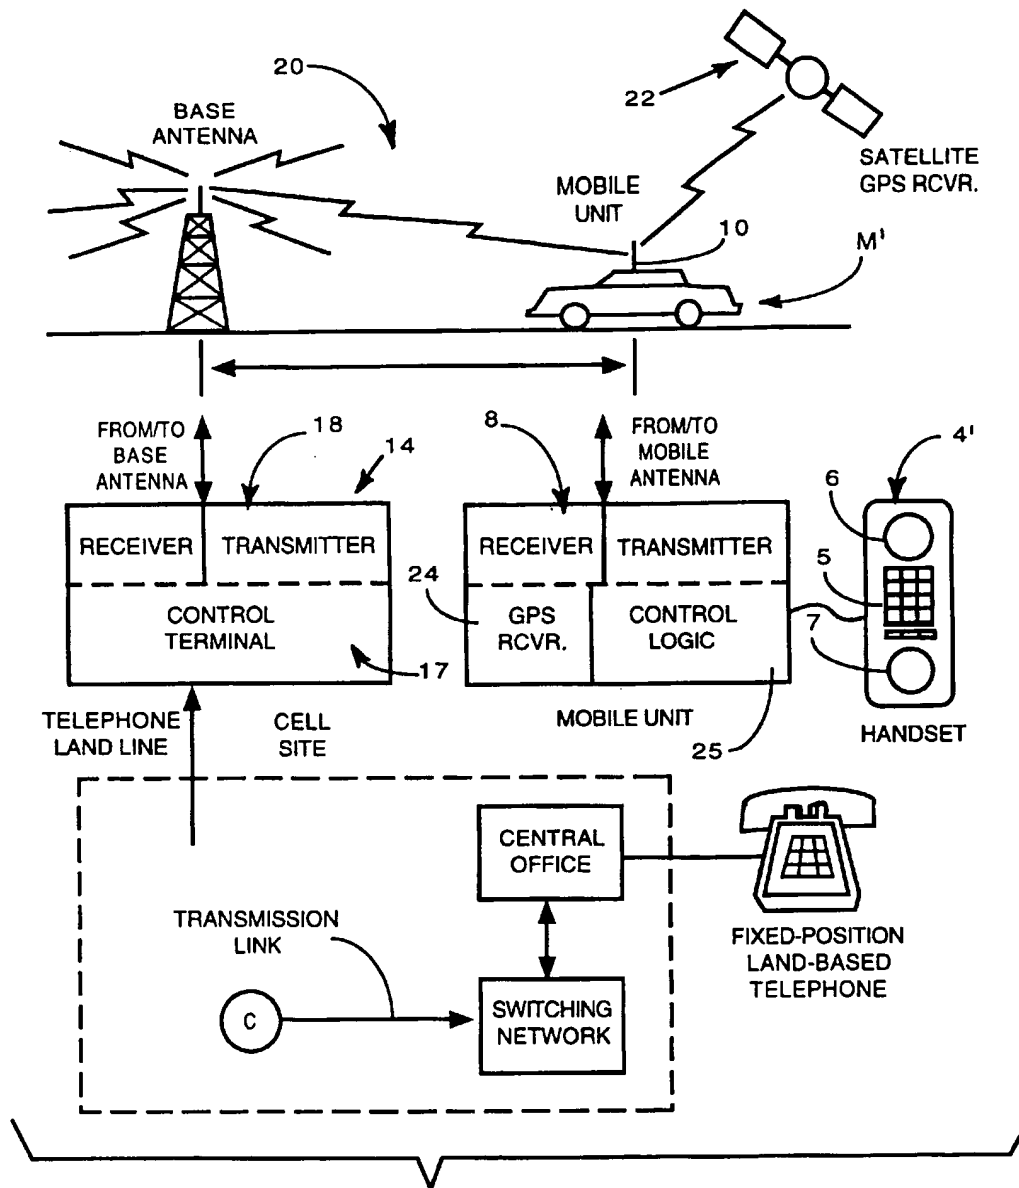 20
BASE
ANTENNA
22
SATELLITE
GPS RCVR.
MOBILE
UNIT
10
M'
FROM/TO
BASE
ANTENNA
18
14
8
FROM/TO
MOBILE
ANTENNA
4'
RECEIVER
TRANSMITTER
CONTROL
TERMINAL
17
RECEIVER
TRANSMITTER
24
GPS
RCVR.
CONTROL
LOGIC
25
6
5
7
HANDSET
TELEPHONE
LAND LINE
CELL
SITE
MOBILE UNIT
CENTRAL
OFFICE
TRANSMISSION
LINK
C
SWITCHING
NETWORK
FIXED-POSITION
LAND-BASED
TELEPHONE